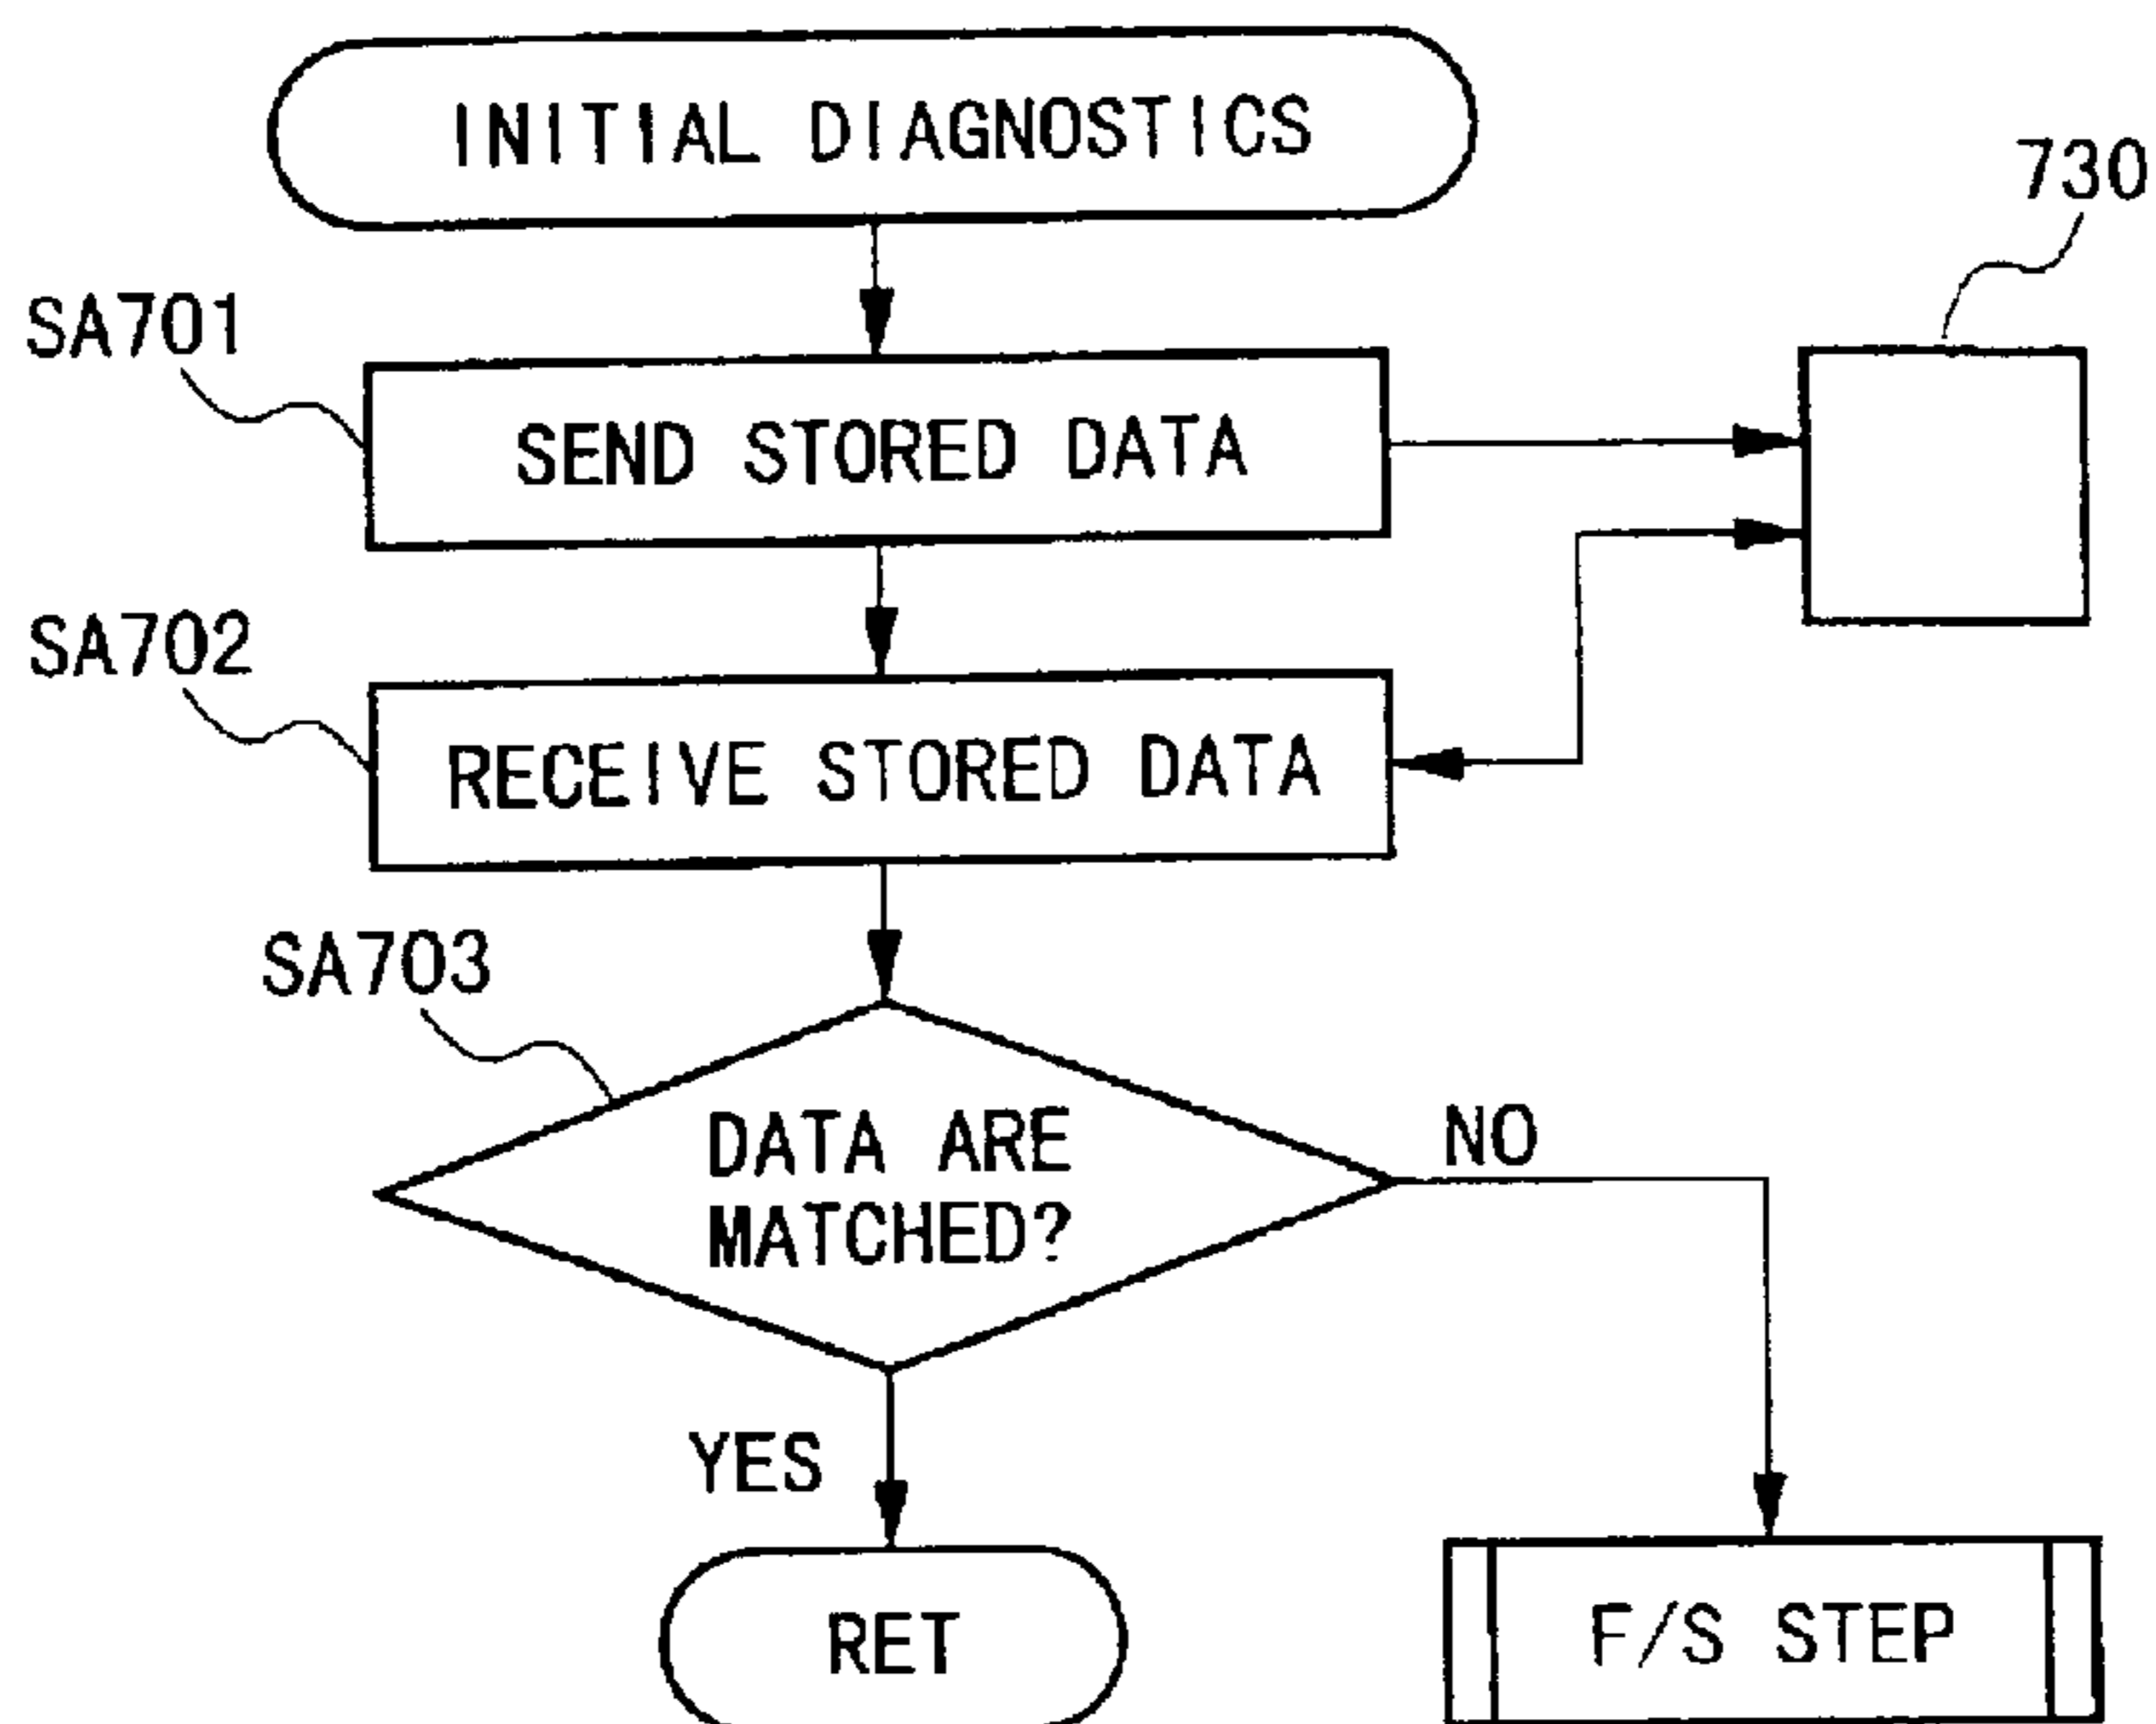 INITIAL DIAGNOSTICS
730
SA701
SEND STORED DATA
SA702
RECEIVE STORED DATA
SA703
DATA ARE
MATCHED?
NO
YES
RET
F/S STEP